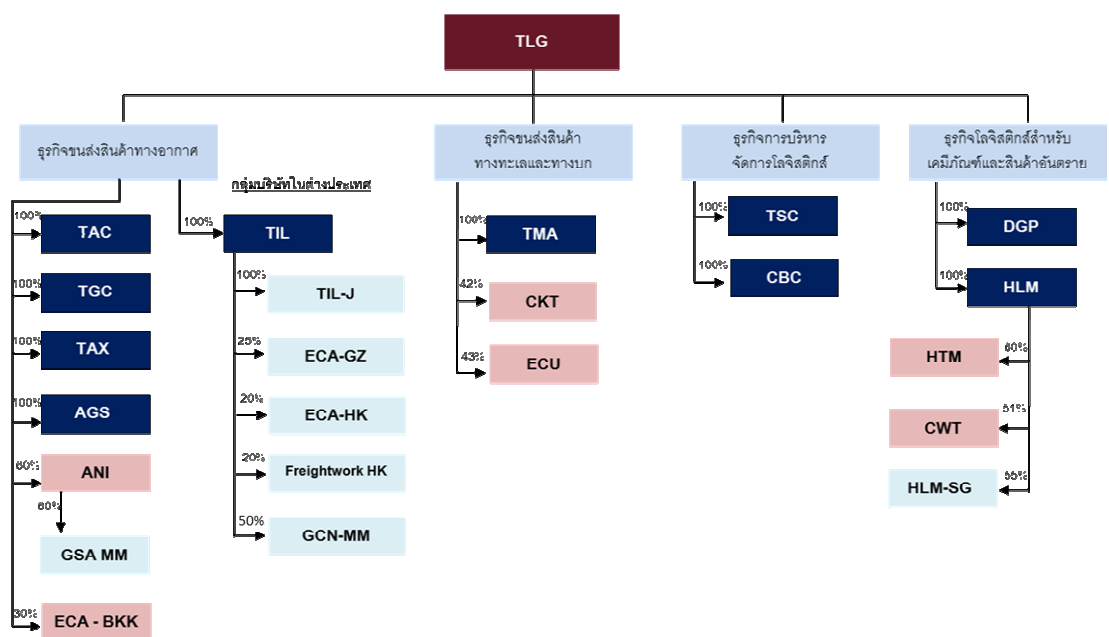 TLG
ธุรกิจขนส่งสินค้าทางอากาศ
กลุ่มบริษัทในต่างประเทศ
100%
TAC
100%
TGC
100%
TAX
100%
AGS
60%
ANI
60%
GSA MM
30%
ECA - BKK
100%
TIL
100%
TIL-J
25%
ECA-GZ
20%
ECA-HK
20%
Freightwork HK
50%
GCN-MM
ธุรกิจขนส่งสินค้า
ทางทะเลและทางบก
100%
TMA
42%
CKT
43%
ECU
ธุรกิจการบริหาร
จัดการโลจิสติกส์
100%
TSC
100%
CBC
ธุรกิจโลจิสติกส์สำหรับ
เคมีภัณฑ์และสินค้าอันตราย
100%
DGP
100%
HLM
60%
HTM
51%
CWT
55%
HLM-SG